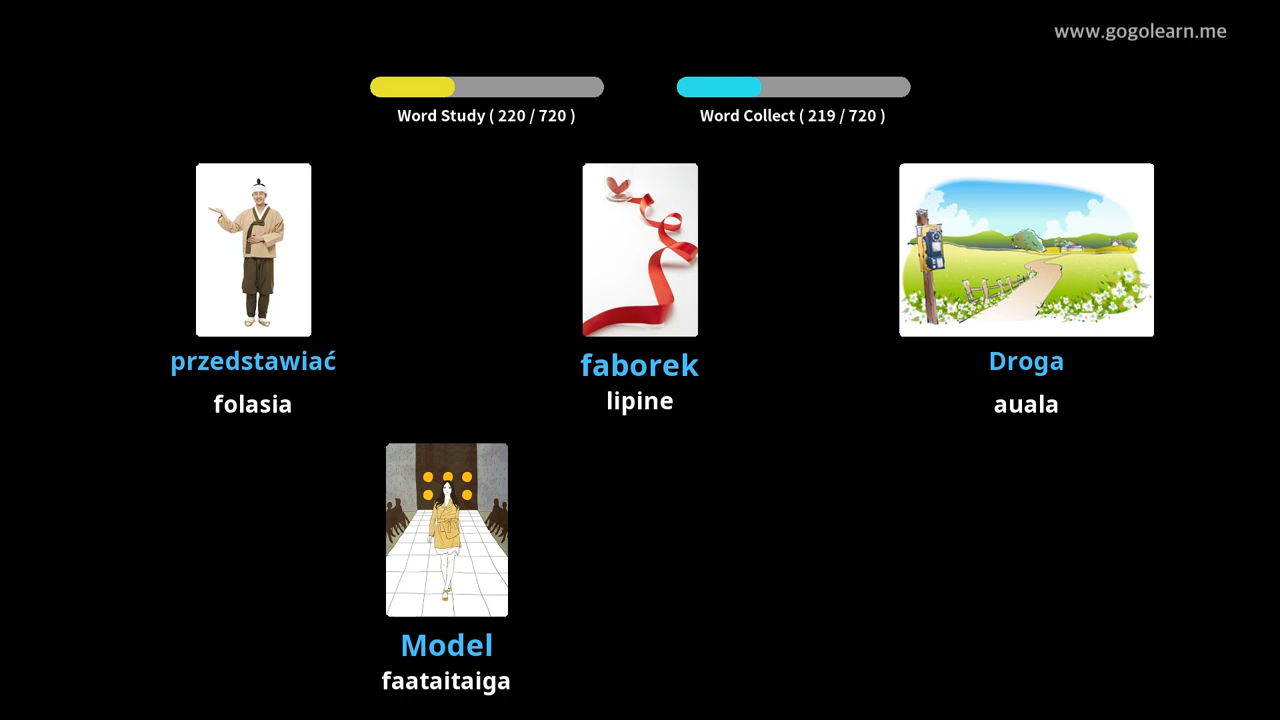 www.gogolearn.me
Word Study ( 220 / 720 )
Word Collect ( 219 / 720 )
przedstawiać
faborek
Droga
folasia
lipine
auala
Model
faataitaiga